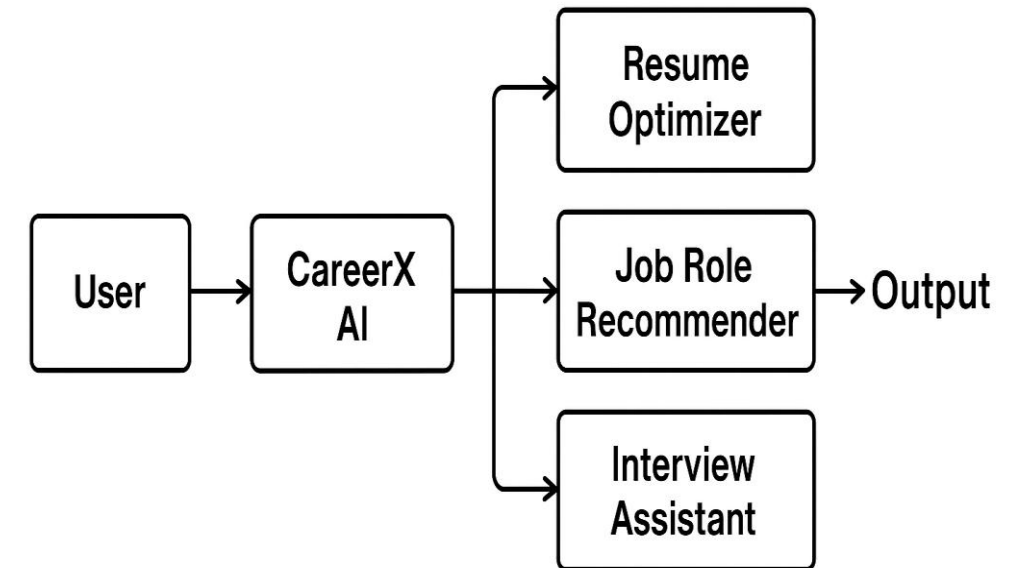 User
CareerX
AI
Resume
Optimizer
Job Role
Recommender
Interview
Assistant
Output